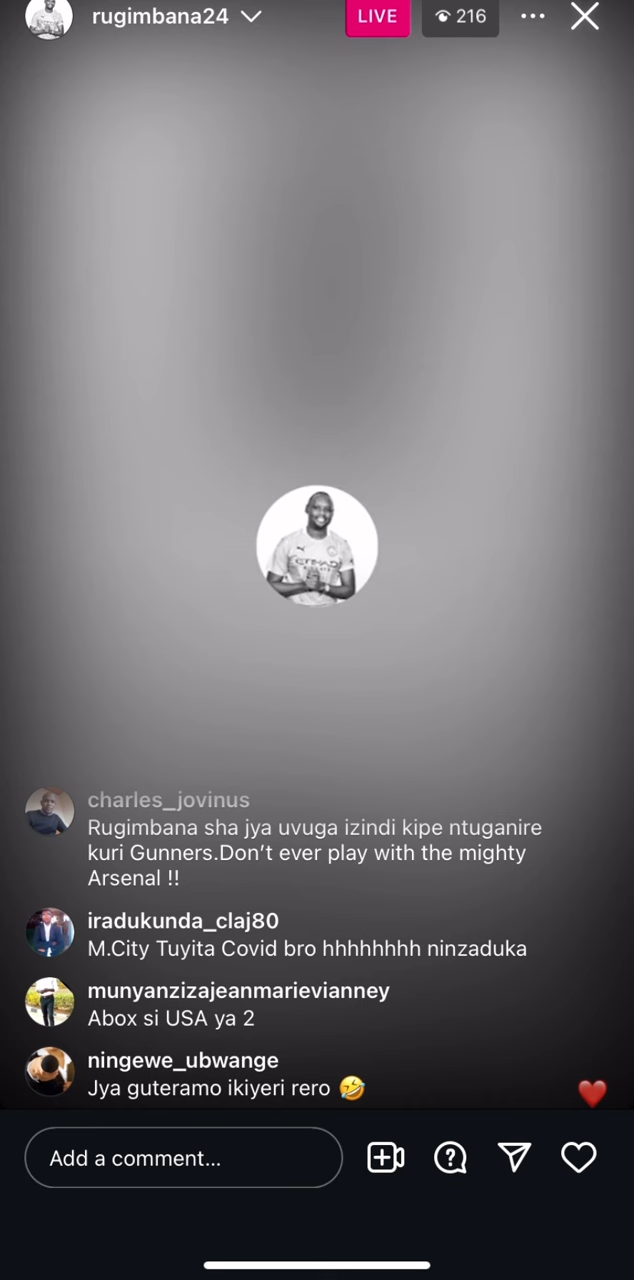 rugimbana24
LIVE
216
ETIHAD
charles_jovinus
Rugimbana sha jya uvuga izindi kipe ntuganire
kuri Gunners.Don't ever play with the mighty
Arsenal !!
iradukunda_claj80
M.City Tuyita Covid bro hhhhhhhh ninzaduka
munyanzizajeanmarievianney
Abox si USA ya 2
ningewe_ubwange
Jya guteramo ikiyeri rero 🤣
Add a comment...